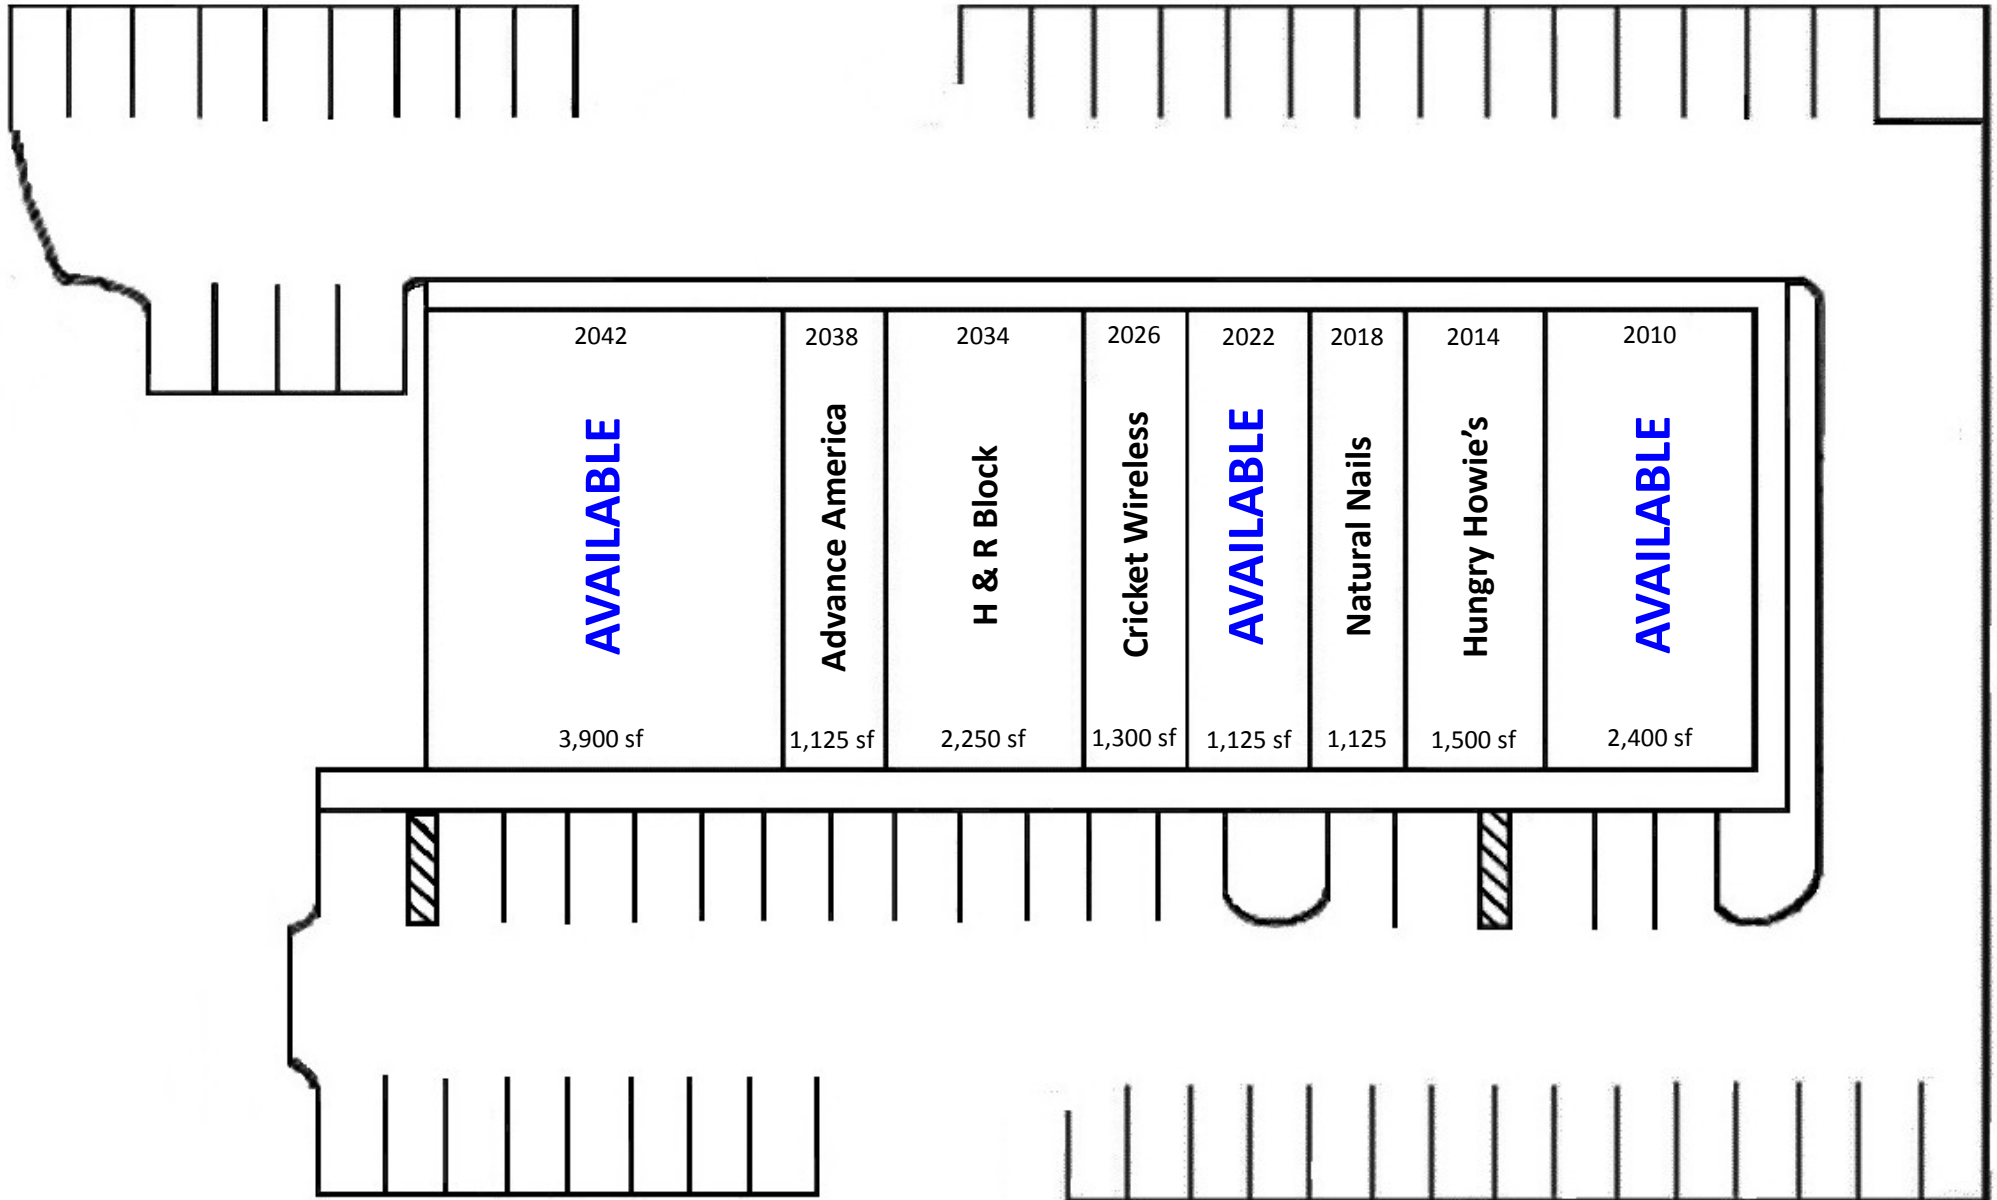 2042
AVAILABLE
3,900 sf
2038
Advance America
1,125 sf
2034
H & R Block
2,250 sf
2026
Cricket Wireless
1,300 sf
2022
AVAILABLE
1,125 sf
2018
Natural Nails
1,125
2014
Hungry Howie’s
1,500 sf
2010
AVAILABLE
2,400 sf